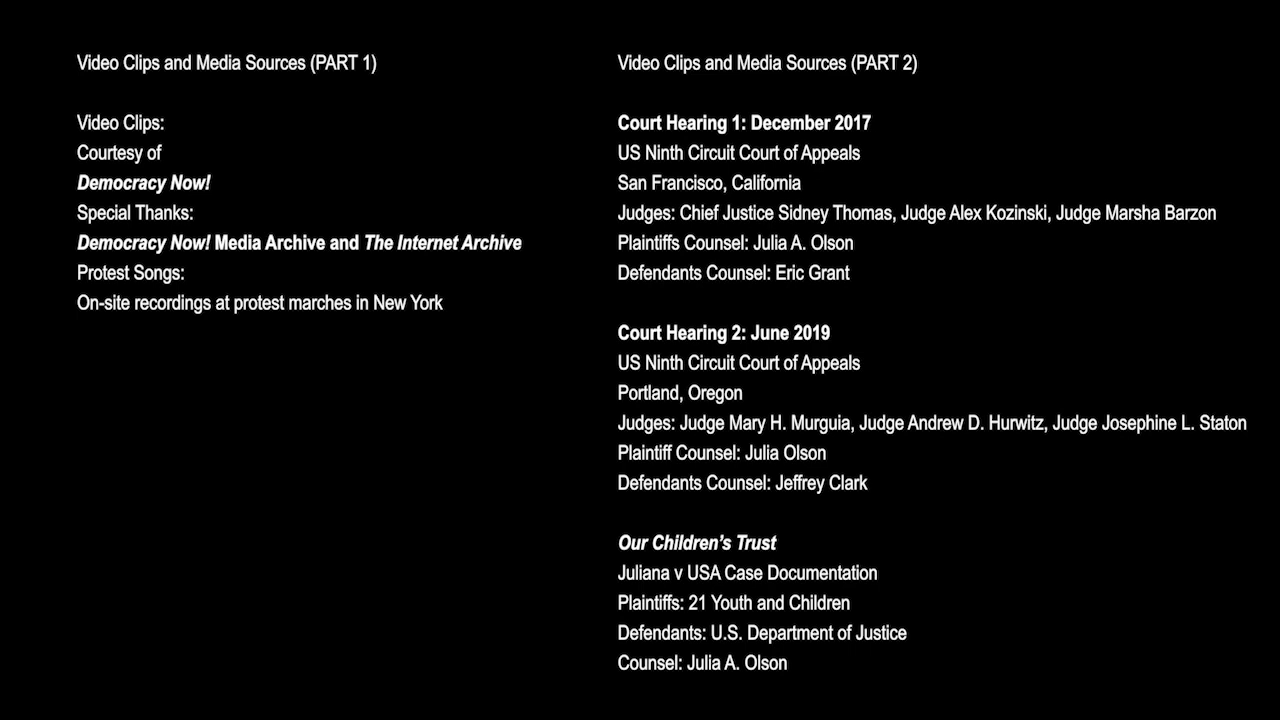 Video Clips and Media Sources (PART 1)
Video Clips:
Courtesy of
Democracy Now!
Special Thanks:
Democracy Now! Media Archive and The Internet Archive
Protest Songs:
On-site recordings at protest marches in New York
Video Clips and Media Sources (PART 2)
Court Hearing 1: December 2017
US Ninth Circuit Court of Appeals
San Francisco, California
Judges: Chief Justice Sidney Thomas, Judge Alex Kozinski, Judge Marsha Barzon
Plaintiffs Counsel: Julia A. Olson
Defendants Counsel: Eric Grant
Court Hearing 2: June 2019
US Ninth Circuit Court of Appeals
Portland, Oregon
Judges: Judge Mary H. Murguia, Judge Andrew D. Hurwitz, Judge Josephine L. Staton
Plaintiff Counsel: Julia Olson
Defendants Counsel: Jeffrey Clark
Our Children’s Trust
Juliana v USA Case Documentation
Plaintiffs: 21 Youth and Children
Defendants: U.S. Department of Justice
Counsel: Julia A. Olson